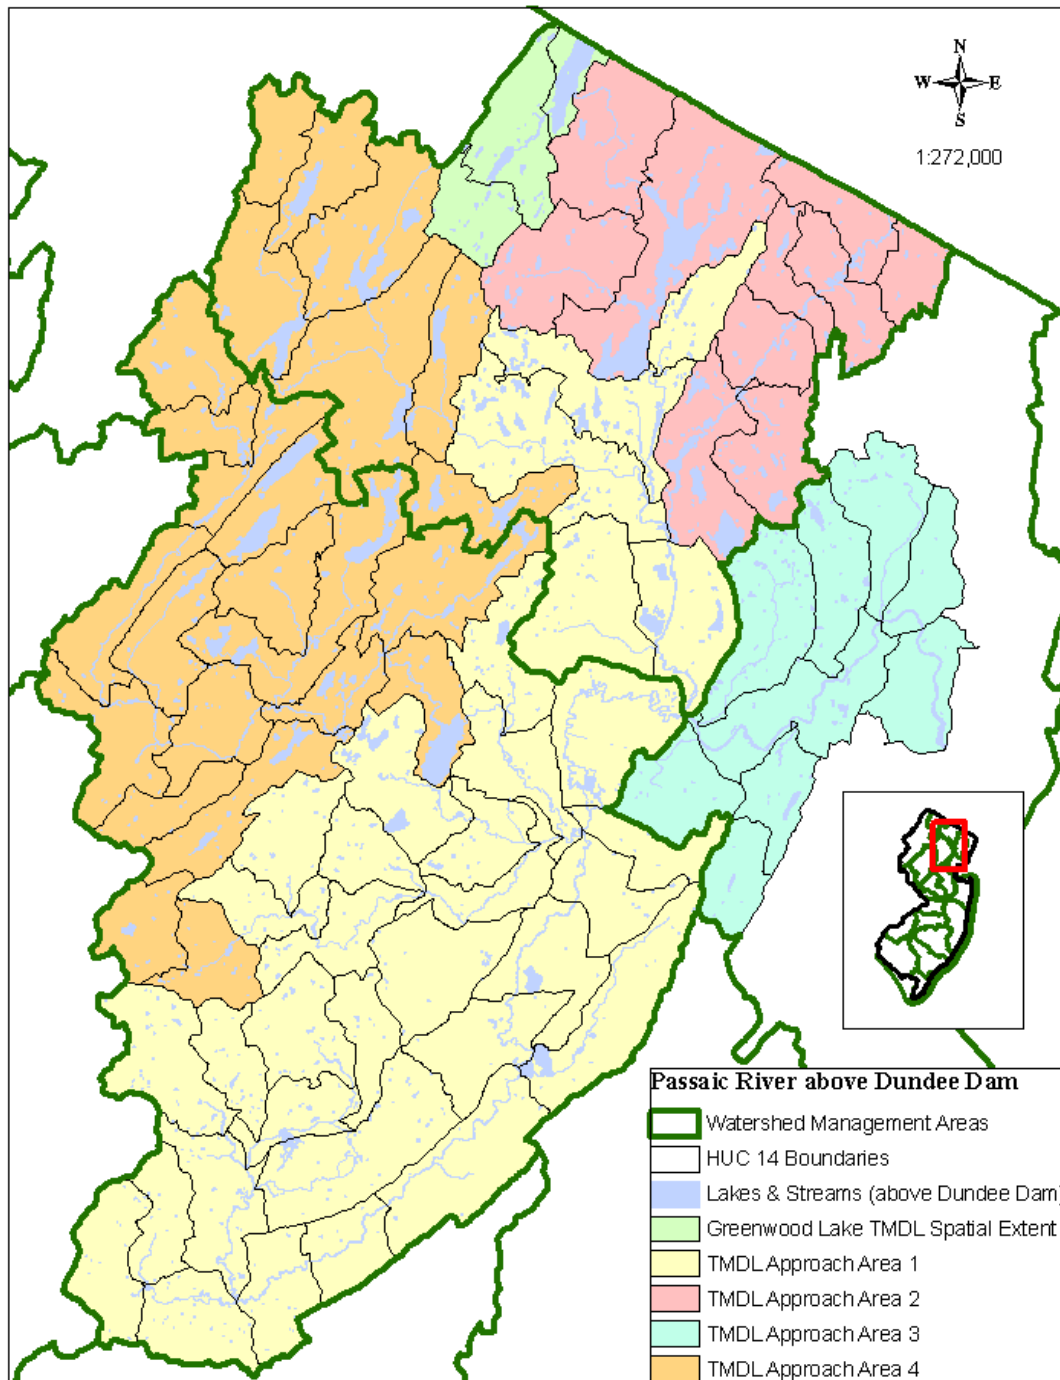 N
W E
S
1:272,000
Passaic River above Dundee Dam
Watershed Management Areas
HUC 14 Boundaries
Lakes & Streams (above Dundee Dam)
Greenwood Lake TMDL Spatial Extent
TMDL Approach Area 1
TMDL Approach Area 2
TMDL Approach Area 3
TMDL Approach Area 4